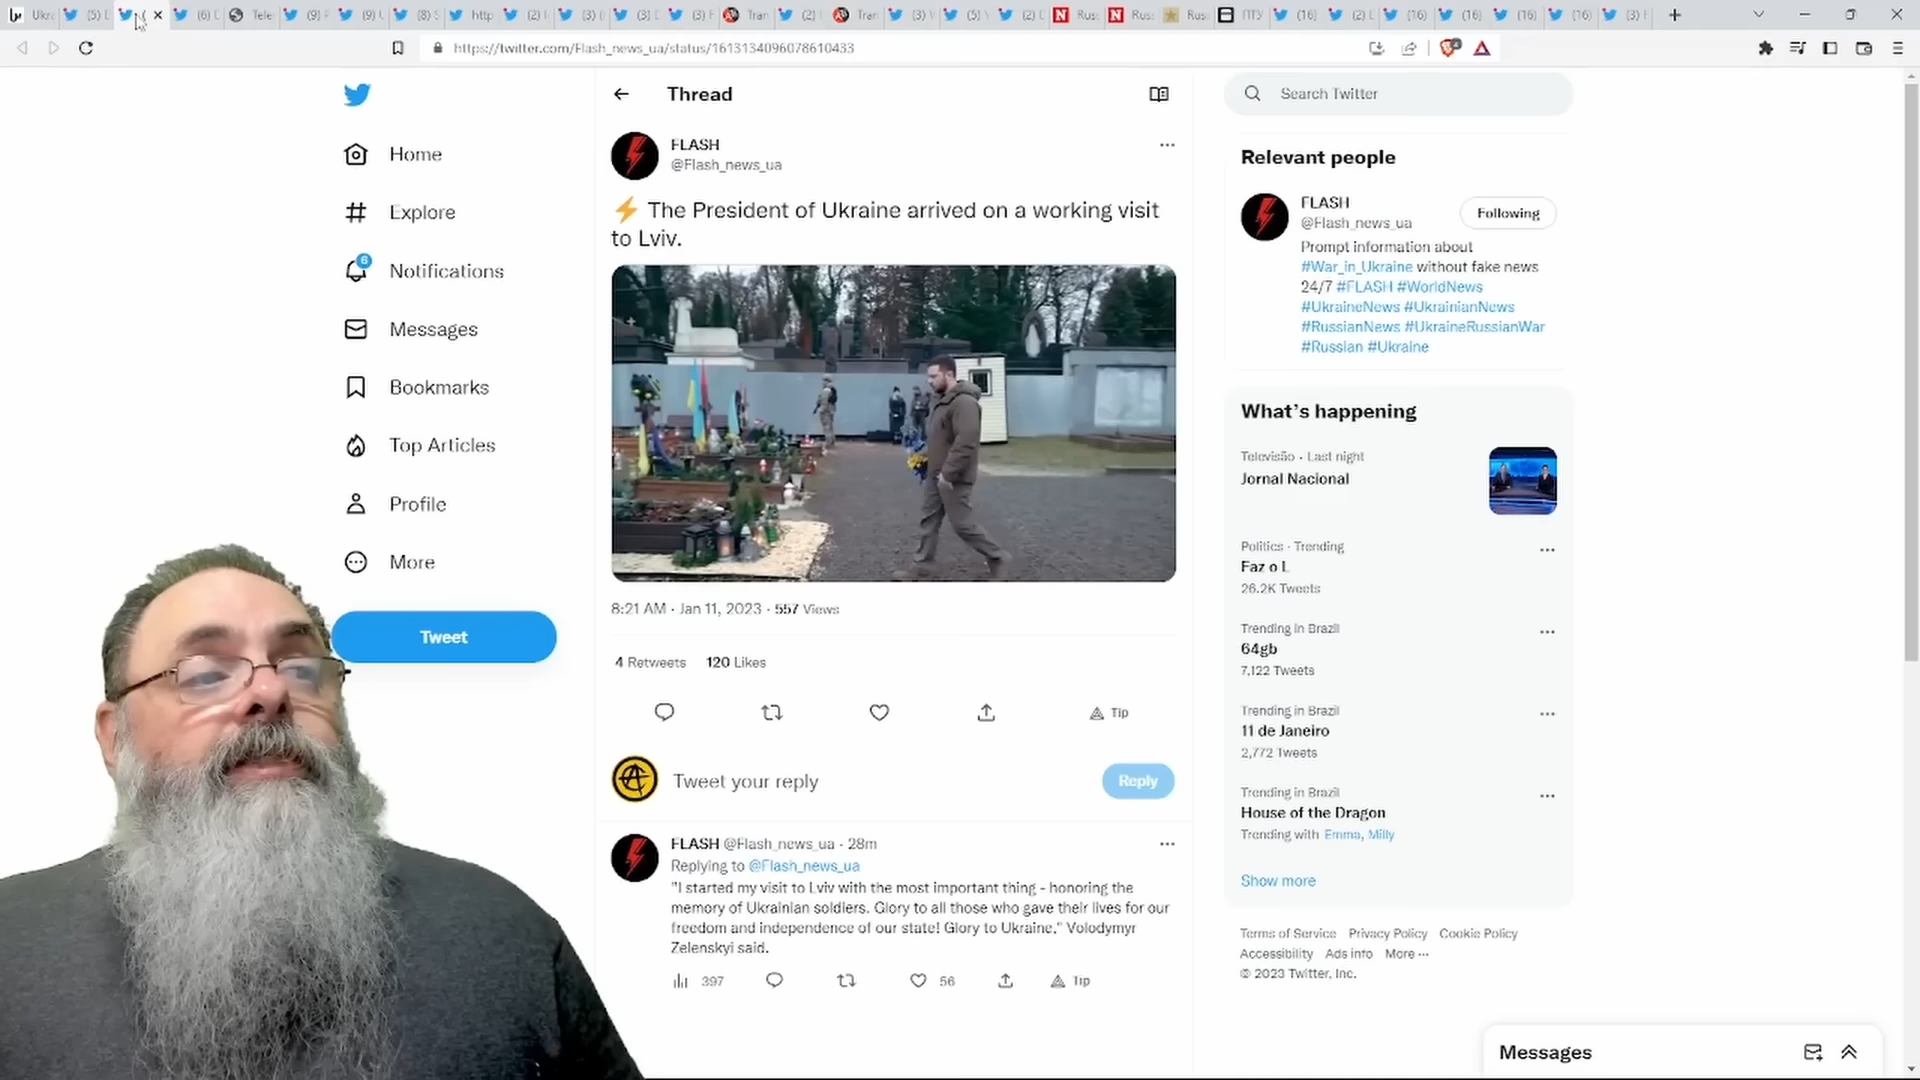 https://twitter.com/Flash_news_ua/status/1613134096078610433
Home
Explore
6
Notifications
Messages
Bookmarks
Top Articles
Profile
More
Tweet
Thread
FLASH
@Flash_news_ua
⚡ The President of Ukraine arrived on a working visit
to Lviv.
8:21 AM · Jan 11, 2023 · 557 Views
4 Retweets 120 Likes
Tip
Tweet your reply
Reply
FLASH @Flash_news_ua · 28m
Replying to @Flash_news_ua
"I started my visit to Lviv with the most important thing - honoring the
memory of Ukrainian soldiers. Glory to all those who gave their lives for our
freedom and independence of our state! Glory to Ukraine," Volodymyr
Zelenskyi said.
397 56 Tip
Search Twitter
Relevant people
FLASH
@Flash_news_ua
Following
Prompt information about
#War_in_Ukraine without fake news
24/7 #FLASH #WorldNews
#UkraineNews #UkrainianNews
#RussianNews #UkraineRussianWar
#Russian #Ukraine
What's happening
Televisão · Last night
Jornal Nacional
Politics · Trending
Faz o L
26.2K Tweets
Trending in Brazil
64gb
7,122 Tweets
Trending in Brazil
11 de Janeiro
2,772 Tweets
Trending in Brazil
House of the Dragon
Trending with Emma, Milly
Show more
Terms of Service Privacy Policy Cookie Policy
Accessibility Ads info More ···
© 2023 Twitter, Inc.
Messages